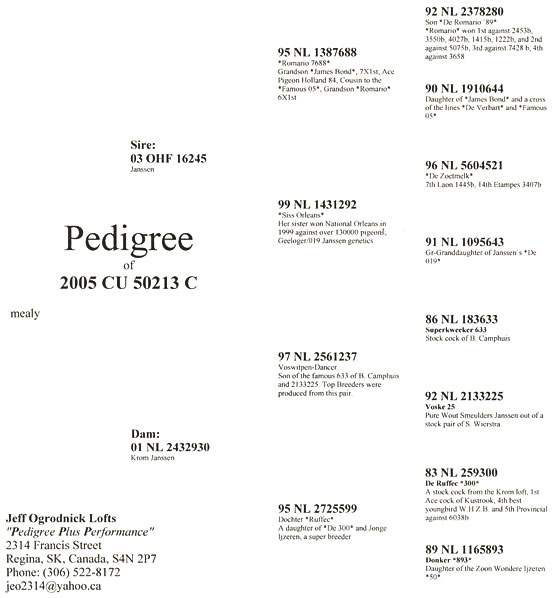 Pedigree
of
2005 CU 50213 C
mealy
Sire:
03 OHF 16245
Janssen
Dam:
01 NL 2432930
Krom Janssen
95 NL 1387688
*Romario 7688*
Grandson *James Bond*, 7X1st, Ace
Pigeon Holland 84, Cousin to the
*Famous 05*, Grandson *Romario*
6X1st
99 NL 1431292
*Siss Orleans*
Her sister won National Orleans in
1999 against over 130000 pigeons,
Geeloger/019 Janssen genetics
97 NL 2561237
Voswitpen-Dancer
Son of the famous 633 of B. Camphuis
and 2133225. Top Breeders were
produced from this pair.
95 NL 2725599
Dochter *Ruffec*
A daughter of *De 300* and Jonge
Ijzeren, a super breeder
92 NL 2378280
Son *De Romario `89*
*Romario* won 1st against 2453b,
3550b, 4027b, 1415b, 1222b, and 2nd
against 5075b, 3rd against 7428 b, 4th
against 3658
90 NL 1910644
Daughter of *James Bond* and a cross
of the lines *De Verbart* and *Famous
05*
96 NL 5604521
*De Zoetmelk*
7th Laon 1445b, 14th Etampes 3407b
91 NL 1095643
Gr-Granddaughter of Janssen`s *De
019*
86 NL 183633
Superkweeker 633
Stock cock of B. Camphuis
92 NL 2133225
Voske 25
Pure Wout Smeulders Janssen out of a
stock pair of S. Wierstra
83 NL 259300
De Ruffec *300*
A stock cock from the Krom loft, 1st
Ace cock of Kustrook, 4th best
youngbird W.H.Z.B. and 5th Provincial
against 6038b
89 NL 1165893
Donker *893*
Daughter of the Zoon Wondere Ijzeren
*50*
Jeff Ogrodnick Lofts
"Pedigree Plus Performance"
2314 Francis Street
Regina, SK, Canada, S4N 2P7
Phone: (306) 522-8172
jeo2314@yahoo.ca